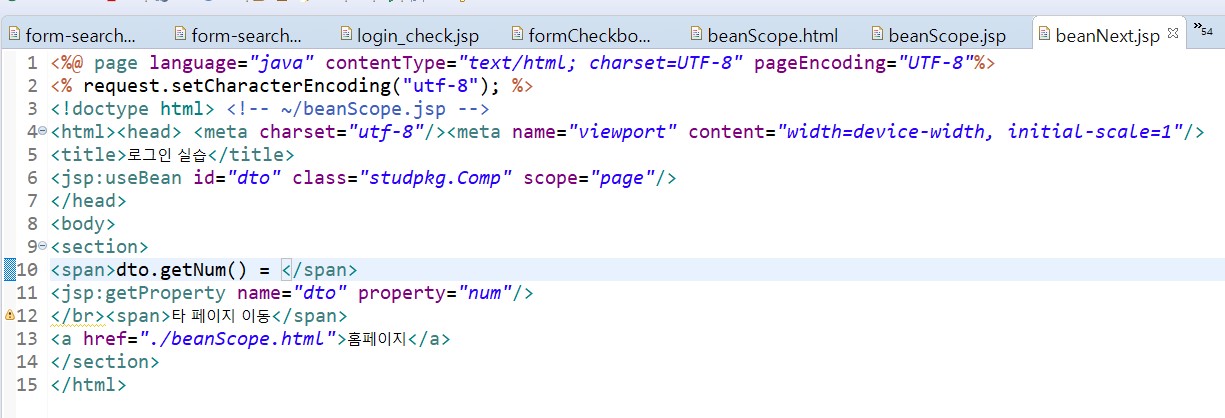 form-search... form-search... login_check.jsp formCheckbo... beanScope.html beanScope.jsp beanNext.jsp »54
1 <%@ page language="java" contentType="text/html; charset=UTF-8" pageEncoding="UTF-8"%>
2 <% request.setCharacterEncoding("utf-8"); %>
3 <!doctype html> <!-- ~/beanScope.jsp -->
4 <html><head> <meta charset="utf-8"/><meta name="viewport" content="width=device-width, initial-scale=1"/>
5 <title>로그인 실습</title>
6 <jsp:useBean id="dto" class="studpkg.Comp" scope="page"/>
7 </head>
8 <body>
9 <section>
10 <span>dto.getNum() = </span>
11 <jsp:getProperty name="dto" property="num"/>
12 </br><span>타 페이지 이동</span>
13 <a href="./beanScope.html">홈페이지</a>
14 </section>
15 </html>